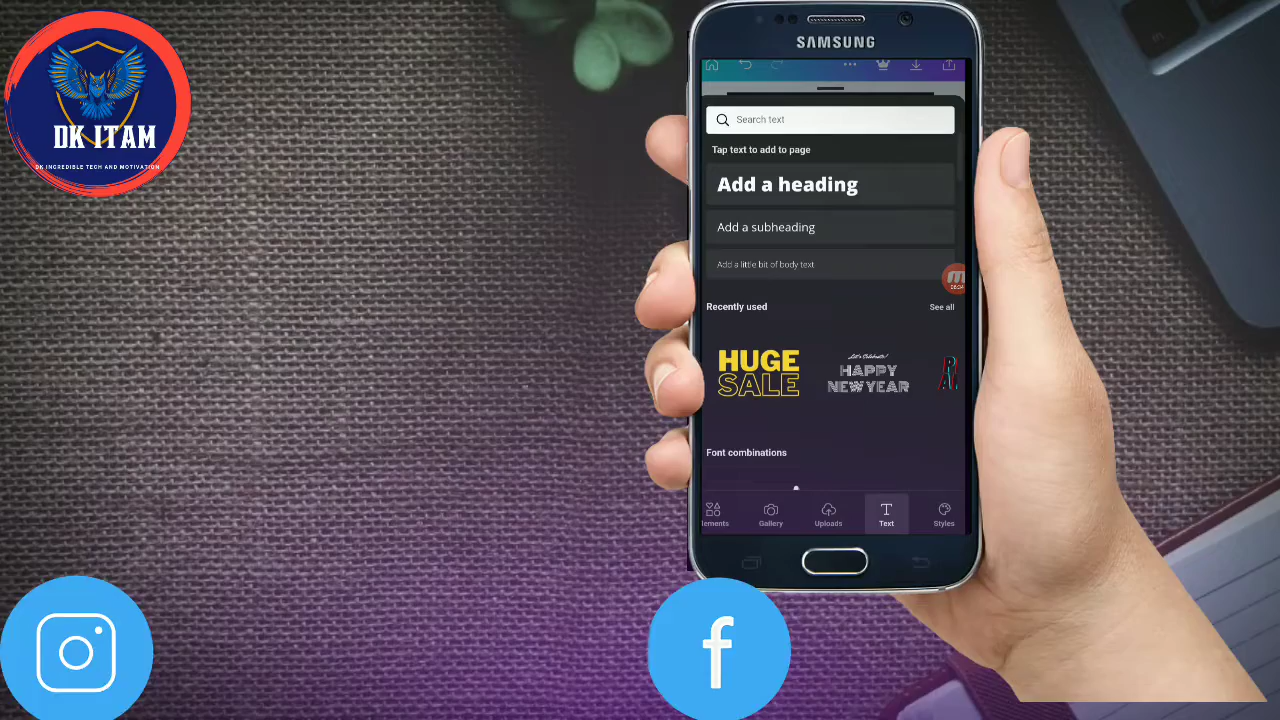 DK ITAM
DK INCREDIBLE TECH AND MOTIVATION
SAMSUNG
Search text
Tap text to add to page
Add a heading
Add a subheading
Add a little bit of body text
Recently used
See all
HUGE
SALE
Let's Celebrate!
HAPPY
NEW YEAR
Font combinations
lements
Gallery
Uploads
Text
Styles
f